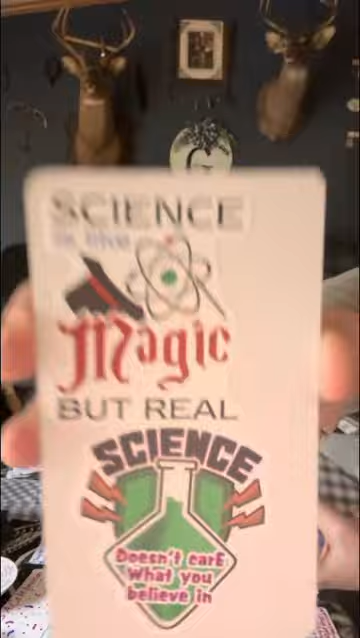 SCIENCE
is like
Magic
BUT REAL
SCIENCE
Doesn't care
What you
believe in
G